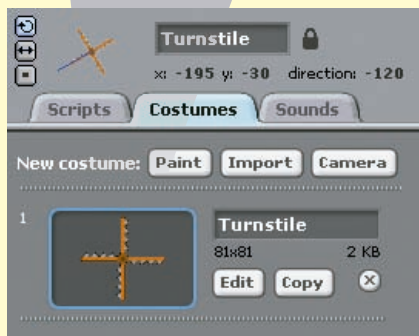 Turnstile
x: -195 y: -30 direction: -120
Scripts Costumes Sounds
New costume: Paint Import Camera
1
Turnstile
81x81 2 KB
Edit Copy